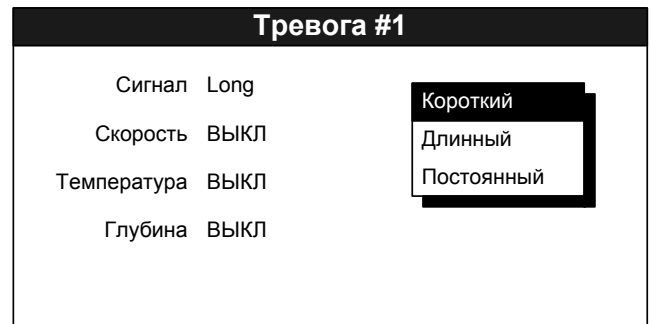 Тревога #1
Сигнал Long
Скорость ВЫКЛ
Температура ВЫКЛ
Глубина ВЫКЛ
Короткий
Длинный
Постоянный